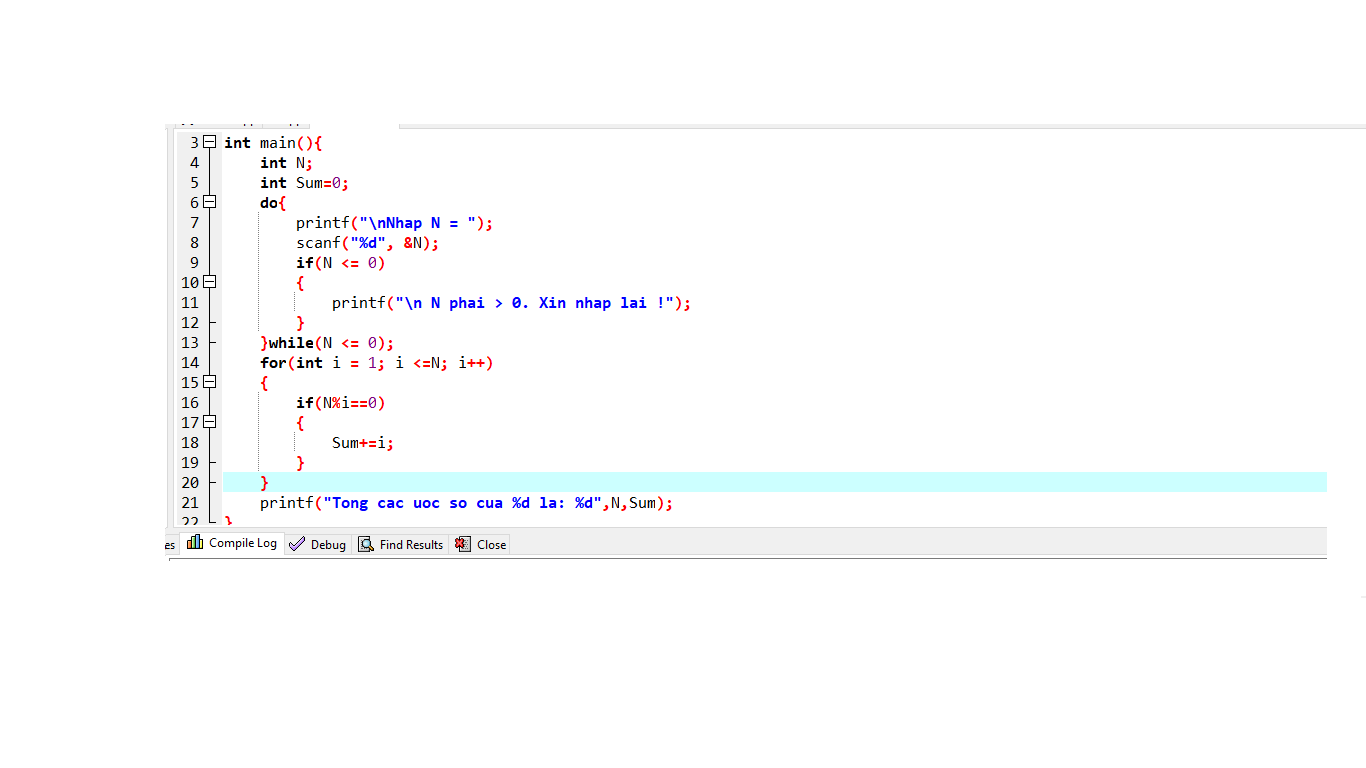 3 int main(){
4 int N;
5 int Sum=0;
6 do{
7 printf("\nNhap N = ");
8 scanf("%d", &N);
9 if(N <= 0)
10 {
11 printf("\n N phai > 0. Xin nhap lai !");
12 }
13 }while(N <= 0);
14 for(int i = 1; i <=N; i++)
15 {
16 if(N%i==0)
17 {
18 Sum+=i;
19 }
20 }
21 printf("Tong cac uoc so cua %d la: %d",N,Sum);
22 }
es Compile Log Debug Find Results Close